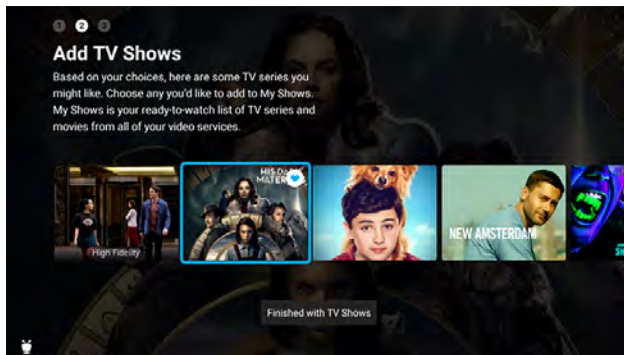 1 2 3
Add TV Shows
Based on your choices, here are some TV series you
might like. Choose any you'd like to add to My Shows.
My Shows is your ready-to-watch list of TV series and
movies from all of your video services.
HIS DARK
MATERIALS
High Fidelity
NEW AMSTERDAM
Finished with TV Shows